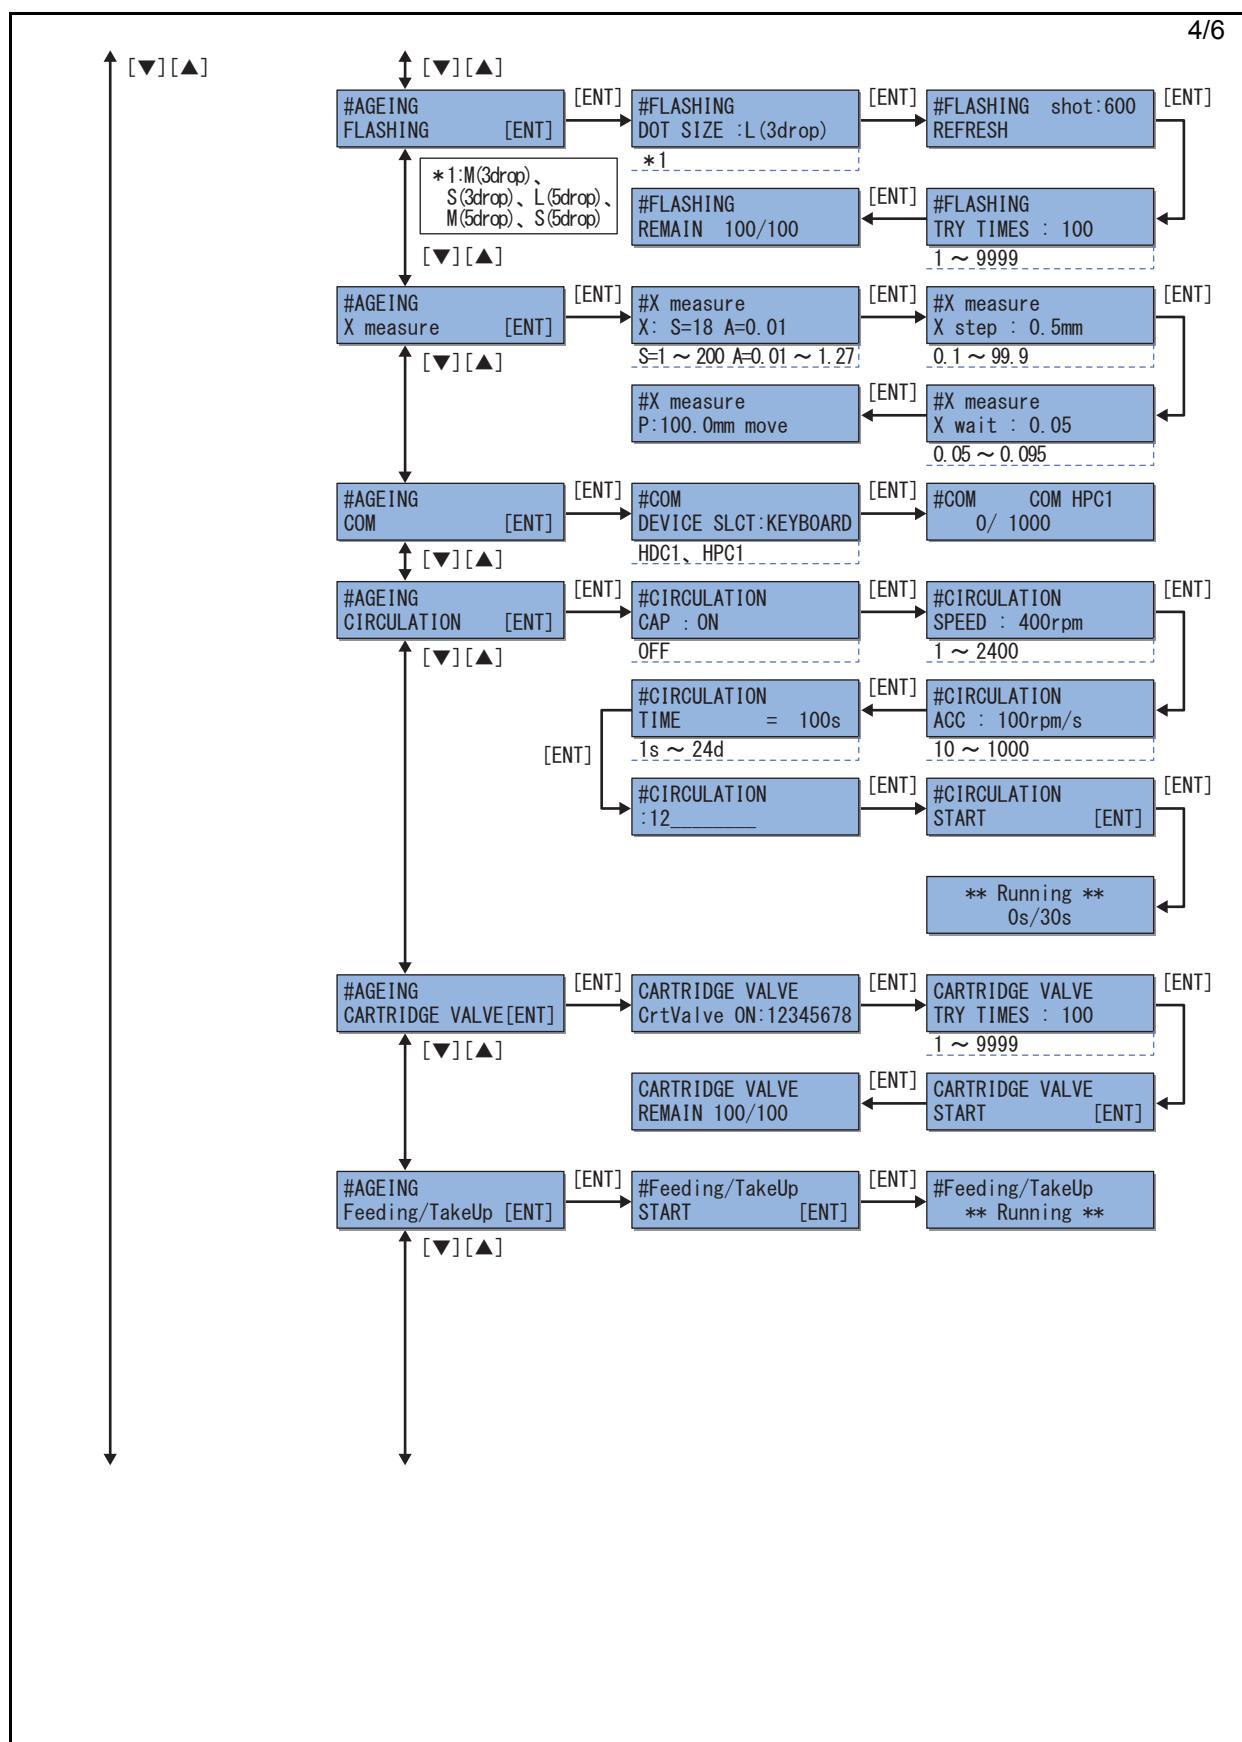 4/6
[▼][▲]
[▼][▲]
#AGEING
FLASHING [ENT]
[ENT]
#FLASHING
DOT SIZE :L(3drop)
*1
[ENT]
#FLASHING shot:600
REFRESH
[ENT]
*1:M(3drop)、
S(3drop)、L(5drop)、
M(5drop)、S(5drop)
#FLASHING
REMAIN 100/100
[ENT]
#FLASHING
TRY TIMES : 100
1 ～ 9999
[▼][▲]
#AGEING
X measure [ENT]
[ENT]
#X measure
X: S=18 A=0.01
S=1 ～ 200 A=0.01 ～ 1.27
[ENT]
#X measure
X step : 0.5mm
0.1 ～ 99.9
[ENT]
[▼][▲]
#X measure
P:100.0mm move
[ENT]
#X measure
X wait : 0.05
0.05 ～ 0.095
#AGEING
COM [ENT]
[ENT]
#COM
DEVICE SLCT:KEYBOARD
HDC1、HPC1
[ENT]
#COM COM HPC1
0/ 1000
[▼][▲]
#AGEING
CIRCULATION [ENT]
[ENT]
#CIRCULATION
CAP : ON
OFF
[ENT]
#CIRCULATION
SPEED : 400rpm
1 ～ 2400
[ENT]
[▼][▲]
#CIRCULATION
TIME = 100s
1s ～ 24d
[ENT]
#CIRCULATION
ACC : 100rpm/s
10 ～ 1000
[ENT]
#CIRCULATION
:12________
[ENT]
#CIRCULATION
START [ENT]
[ENT]
** Running **
0s/30s
#AGEING
CARTRIDGE VALVE[ENT]
[ENT]
CARTRIDGE VALVE
CrtValve ON:12345678
[ENT]
CARTRIDGE VALVE
TRY TIMES : 100
1 ～ 9999
[ENT]
[▼][▲]
CARTRIDGE VALVE
REMAIN 100/100
[ENT]
CARTRIDGE VALVE
START [ENT]
#AGEING
Feeding/TakeUp [ENT]
[ENT]
#Feeding/TakeUp
START [ENT]
[ENT]
#Feeding/TakeUp
** Running **
[▼][▲]